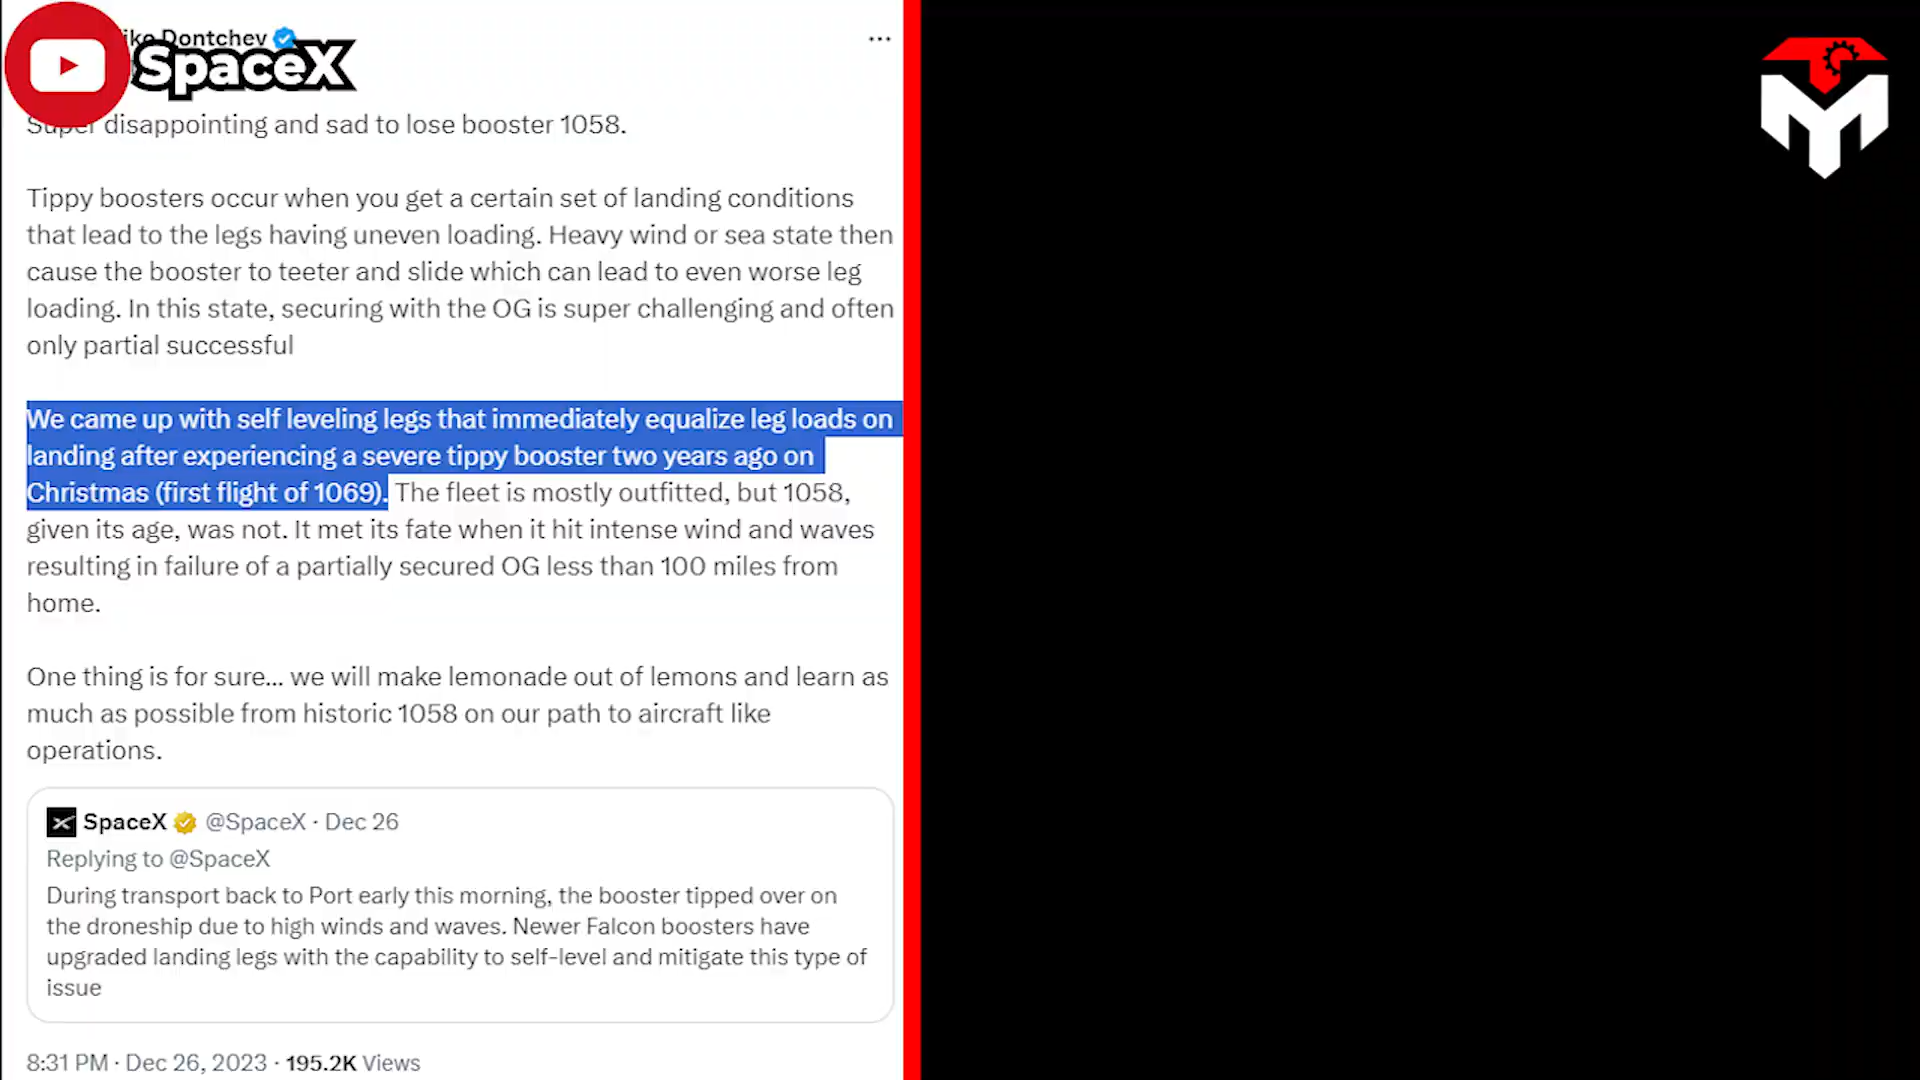 Dontchev
SpaceX
Super disappointing and sad to lose booster 1058.
Tippy boosters occur when you get a certain set of landing conditions
that lead to the legs having uneven loading. Heavy wind or sea state then
cause the booster to teeter and slide which can lead to even worse leg
loading. In this state, securing with the OG is super challenging and often
only partial successful
We came up with self leveling legs that immediately equalize leg loads on
landing after experiencing a severe tippy booster two years ago on
Christmas (first flight of 1069). The fleet is mostly outfitted, but 1058,
given its age, was not. It met its fate when it hit intense wind and waves
resulting in failure of a partially secured OG less than 100 miles from
home.
One thing is for sure... we will make lemonade out of lemons and learn as
much as possible from historic 1058 on our path to aircraft like
operations.
SpaceX @SpaceX · Dec 26
Replying to @SpaceX
During transport back to Port early this morning, the booster tipped over on
the droneship due to high winds and waves. Newer Falcon boosters have
upgraded landing legs with the capability to self-level and mitigate this type of
issue
8:31 PM · Dec 26, 2023 · 195.2K Views